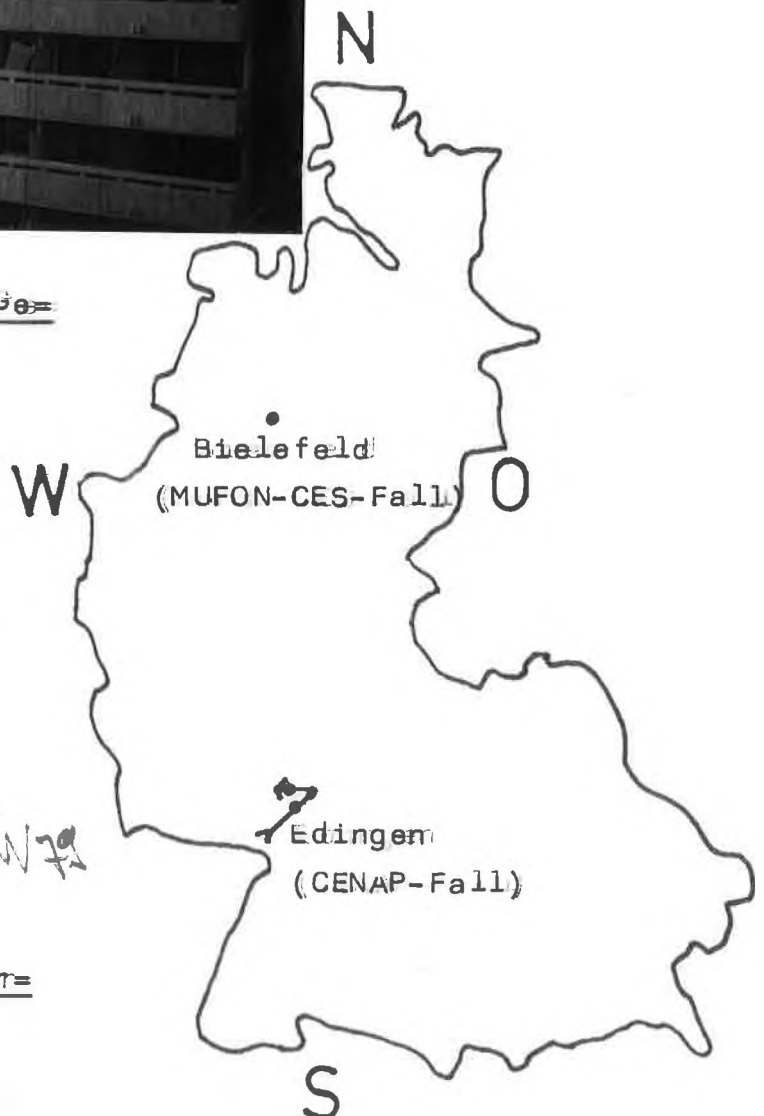 N
Bielefeld
(MUFON-CES-Fall)
W
O
Edingen
(CENAP-Fall)
S